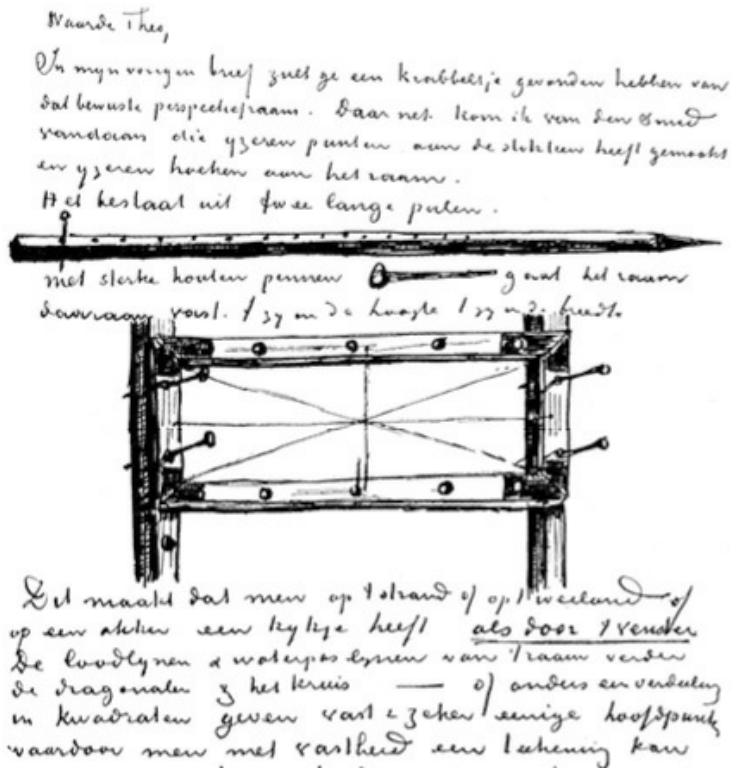 Waarde Theo,
In mijn vorigen brief zult ge een krabbeltje gevonden hebben van
dat bewuste perspectiefraam. Daar net kom ik van den smid
vandaan die yzeren punten aan de stokken heeft gemaakt
en yzeren hoeken aan het raam.
Het bestaat uit twee lange palen.
met sterke houten pennen gaat het raam
daaraan vast. 't zy in de hoogte 't zy in de breedte
Dit maakt dat men op 't strand of op 't weiland of
op een akker een kykje heeft als door 't venster
De loodlynen & waterpaslynen van 't raam verder
de diagonalen & het kruis — of anders een verdeeling
in kwadraten geven vast & zeker eenige hoofdpunten
waardoor men met vastheid een teekening kan